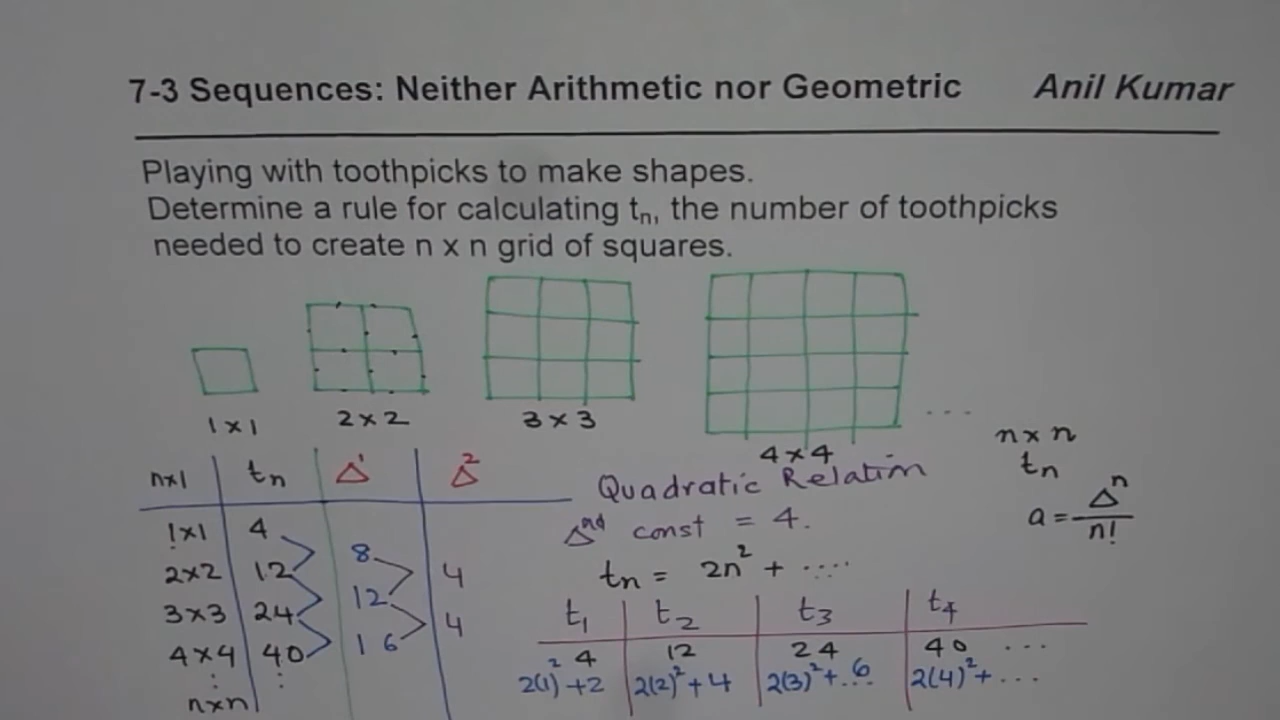 7-3 Sequences: Neither Arithmetic nor Geometric Anil Kumar
Playing with toothpicks to make shapes.
Determine a rule for calculating tₙ, the number of toothpicks
needed to create n x n grid of squares.
1 x 1
2 x 2
3 x 3
4 x 4
. . .
n x n
tₙ
a = Δⁿ/n!
nx1 tₙ Δ¹ Δ²
1x1 4
8
2x2 12 4
12
3x3 24 4
16
4x4 40
⋮ ⋮
nxn
Quadratic Relation
Δⁿᵈ const = 4.
tₙ = 2n² + ....
t₁ t₂ t₃ t₄
4 12 24 40 ...
2(1)²+2 2(2)²+4 2(3)²+...6 2(4)²+...